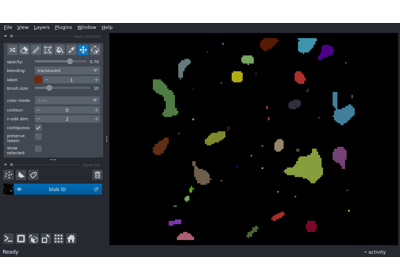 File View Layers Plugins Window Help
opacity: 0.70
blending: translucent
label: 1
brush size: 10
color mode:
contour: 0
n edit dim: 2
contiguous:
preserve
labels:
show
selected:
blob ID
Ready
activity